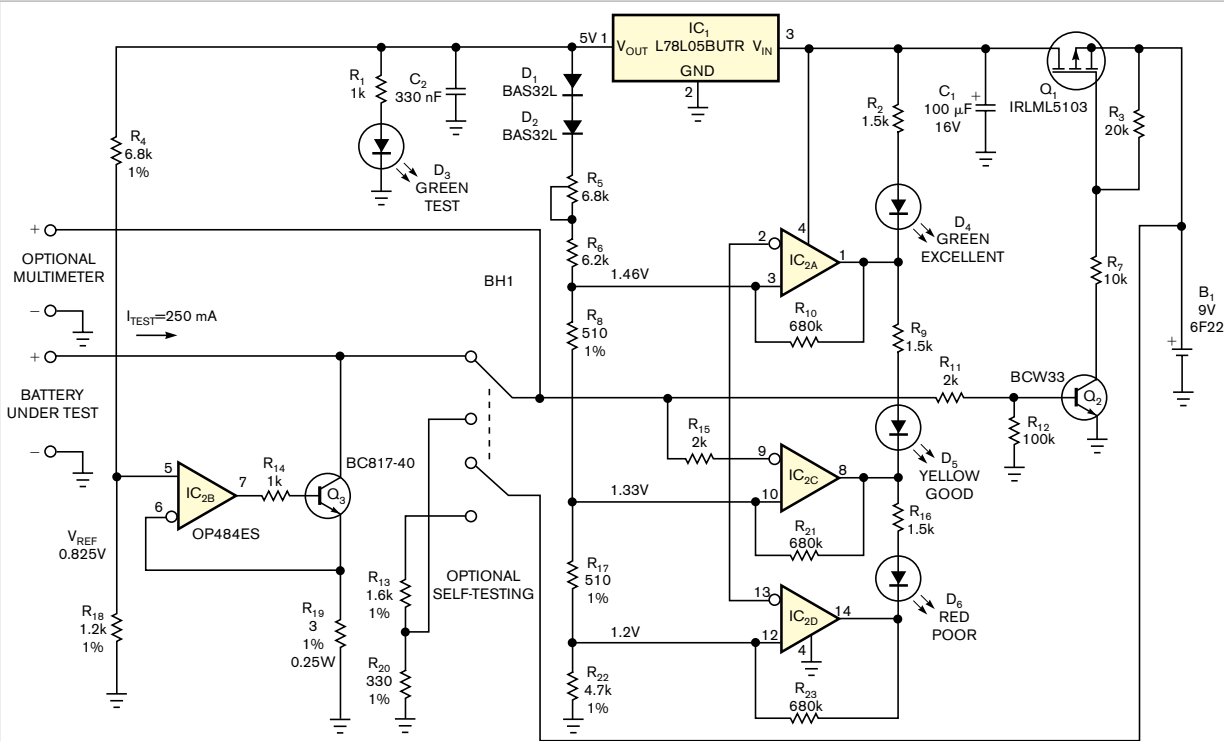 IC1
5V 1 VOUT L78L05BUTR VIN 3
GND
2
R1
1k
C2
330 nF
D1
BAS32L
D2
BAS32L
R2
1.5k
C1
+
100 µF
16V
Q1
IRLML5103
R3
20k
R4
6.8k
1%
D3
GREEN
TEST
R5
6.8k
R6
6.2k
+
OPTIONAL
MULTIMETER
−
BH1
1.46V
2
4
IC2A
1
3
R10
680k
D4
GREEN
EXCELLENT
R7
10k
B1
9V
6F22
+
ITEST=250 mA
R8
510
1%
R9
1.5k
+
BATTERY
UNDER TEST
−
R11
2k
BCW33
Q2
R12
100k
R15
2k
9
IC2C
8
10
1.33V
D5
YELLOW
GOOD
R14
1k
BC817-40
5
IC2B
7
6
OP484ES
Q3
R21
680k
R16
1.5k
VREF
0.825V
R13
1.6k
1%
OPTIONAL
SELF-TESTING
R17
510
1%
13
IC2D
14
12
4
D6
RED
POOR
R18
1.2k
1%
R19
3
1%
0.25W
1.2V
R20
330
1%
R22
4.7k
1%
R23
680k